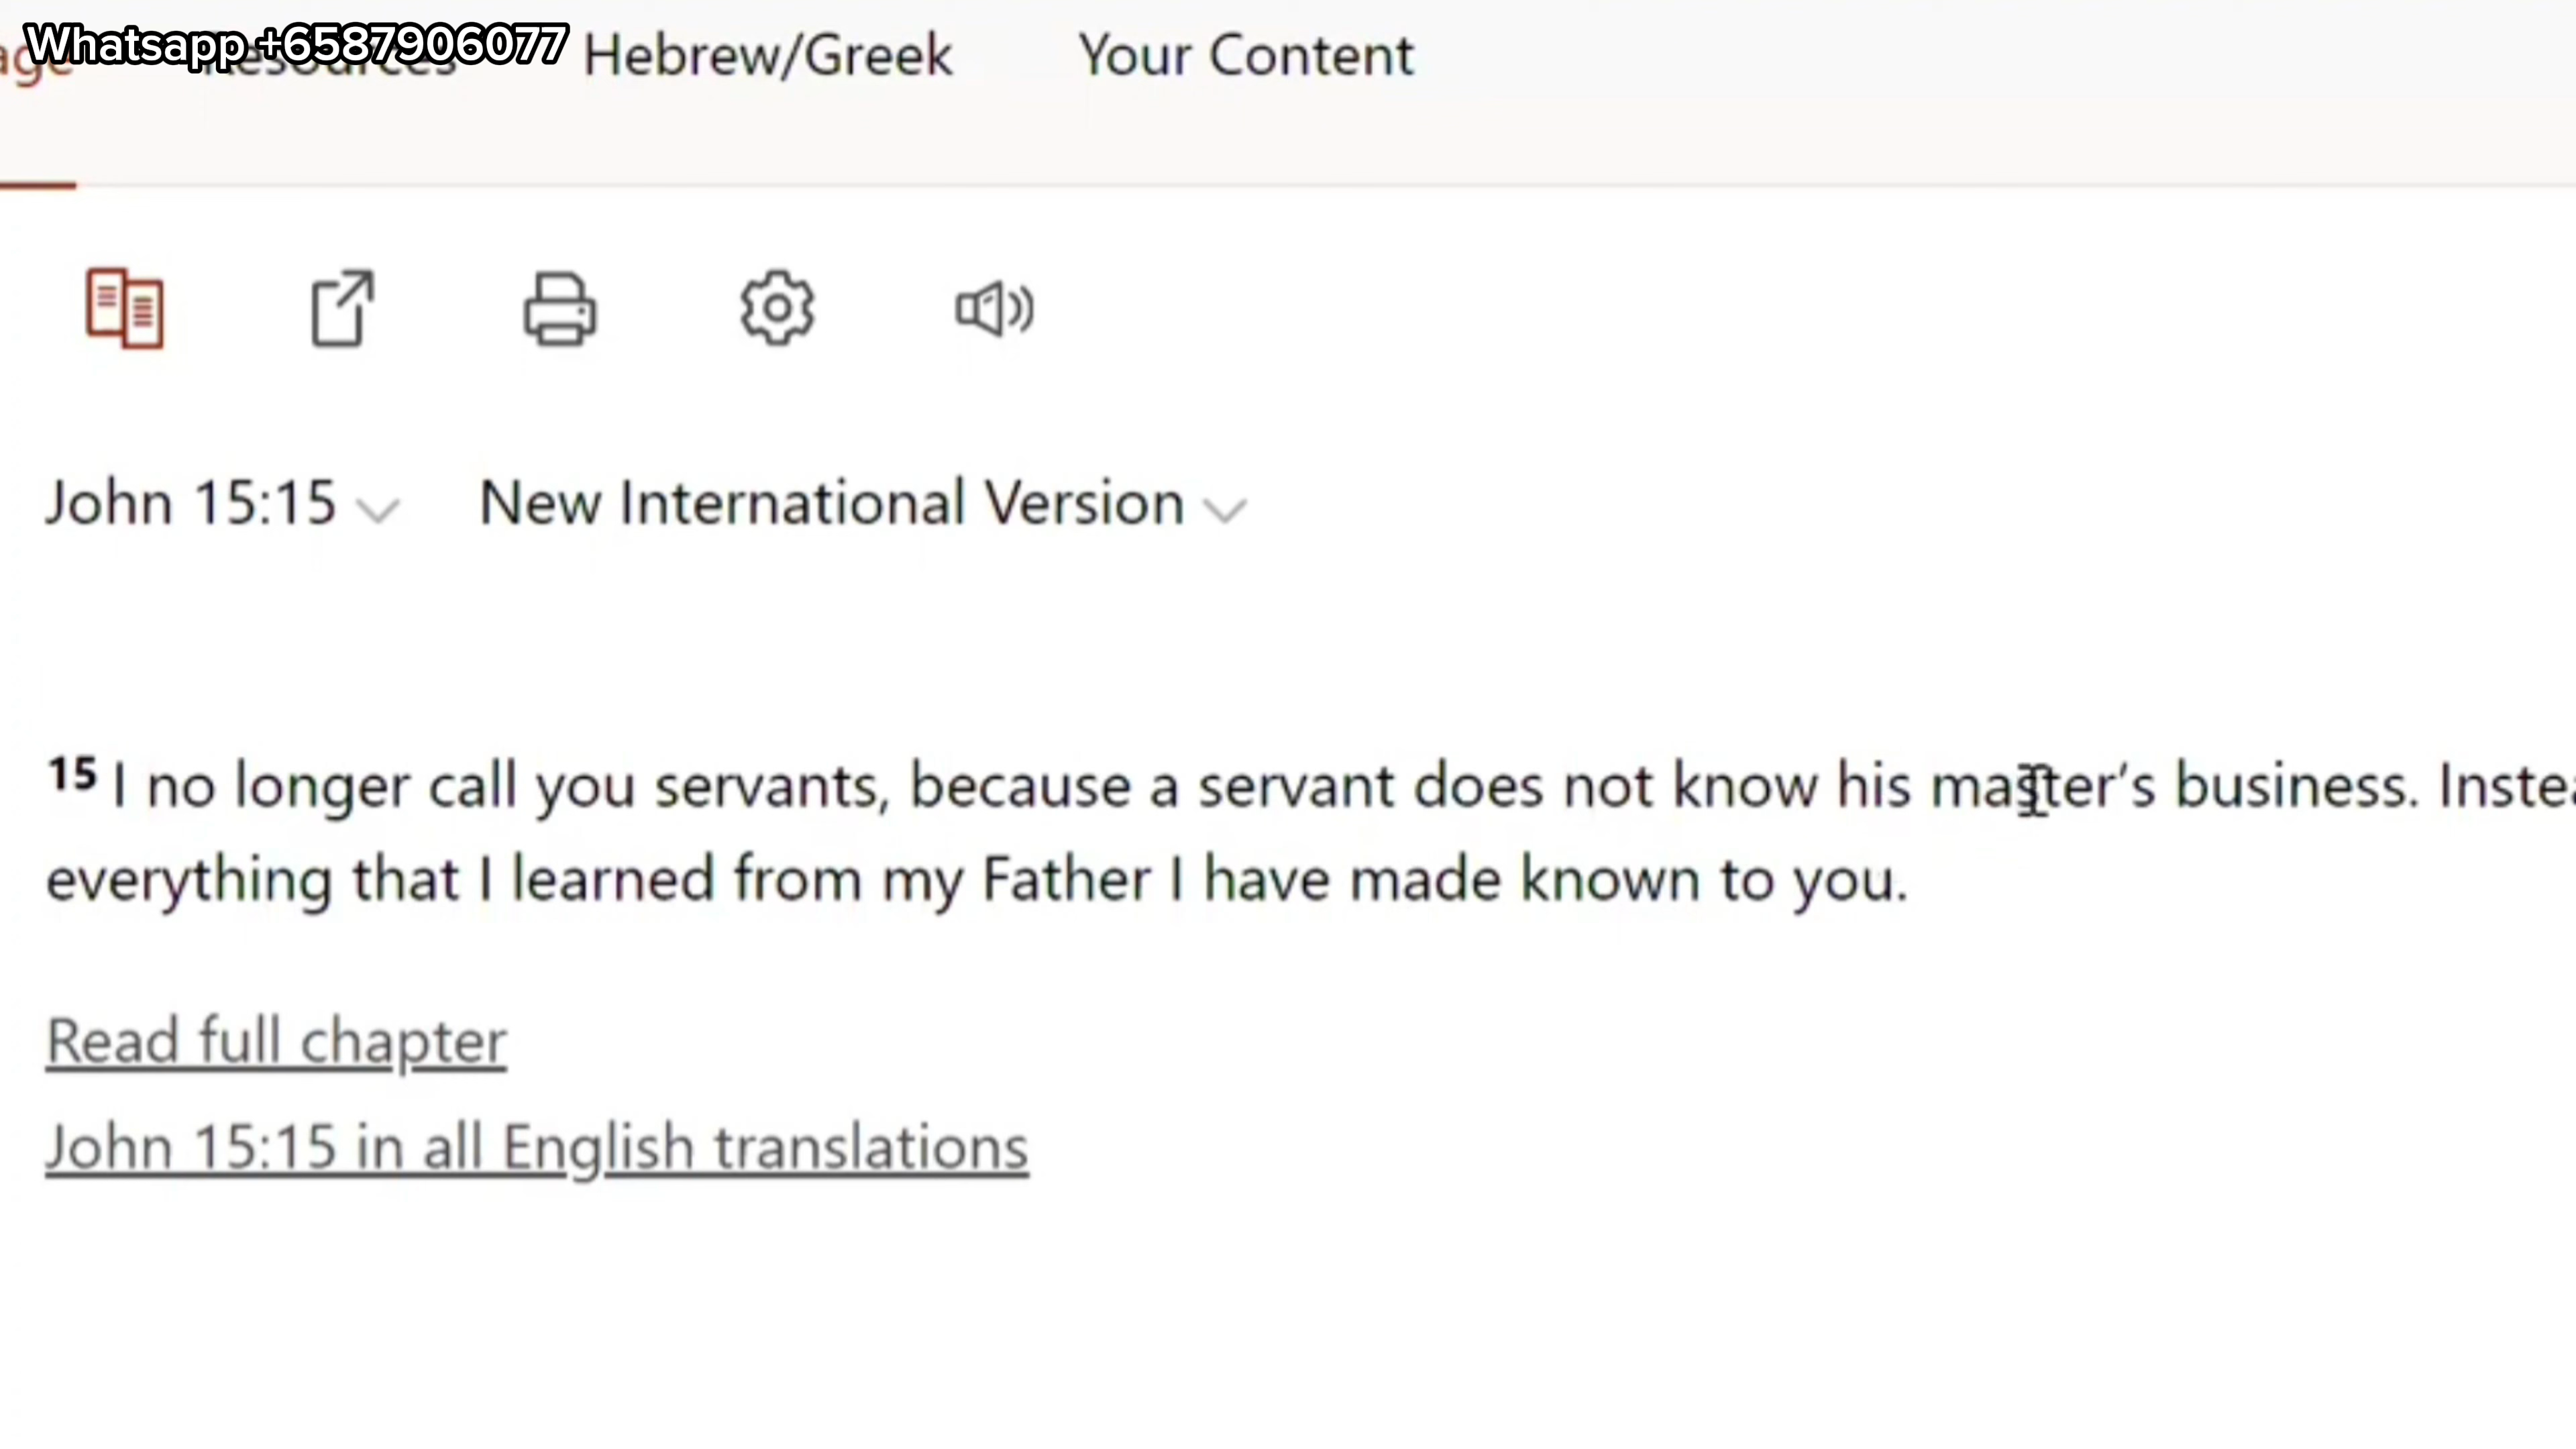 Whatsapp +6587906077
Resources Hebrew/Greek Your Content
John 15:15 New International Version
15 I no longer call you servants, because a servant does not know his master’s business. Inste
everything that I learned from my Father I have made known to you.
Read full chapter
John 15:15 in all English translations